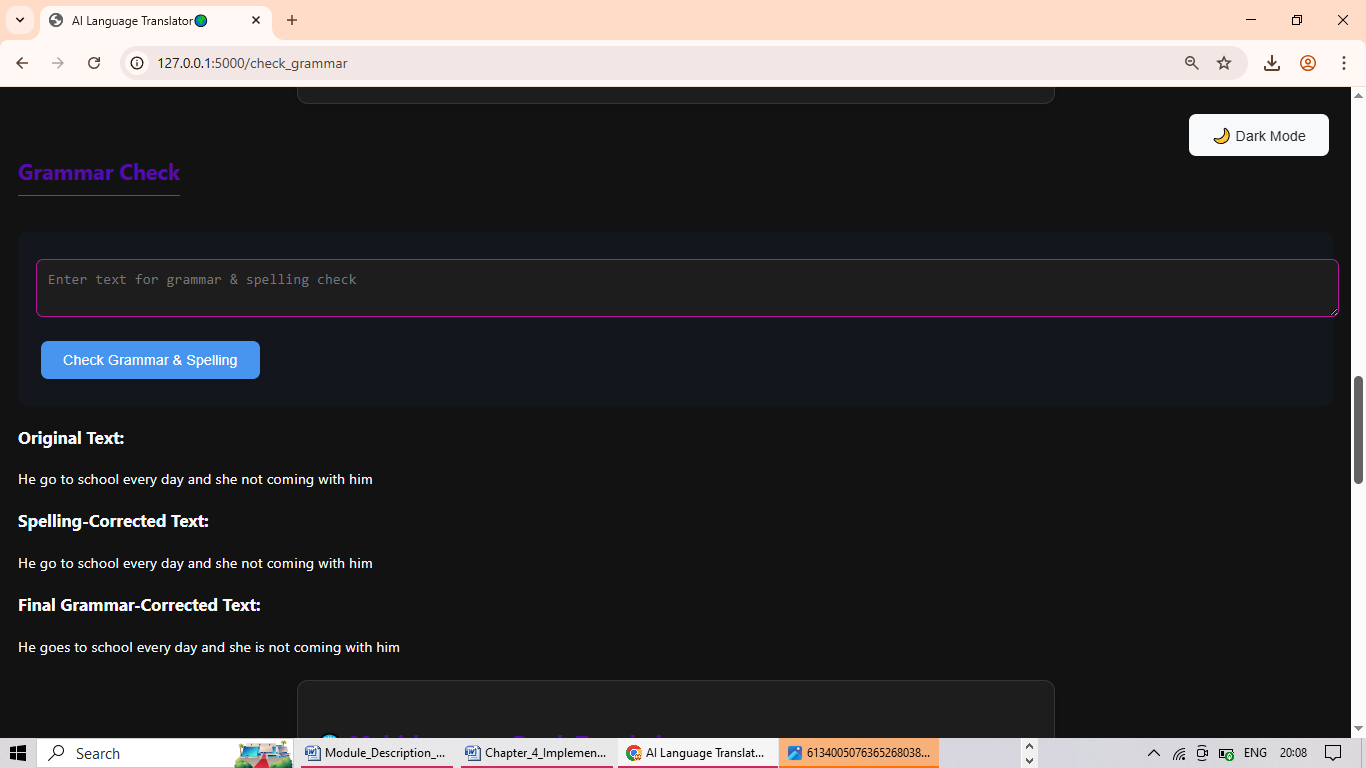 AI Language Translator
127.0.0.1:5000/check_grammar
Dark Mode
Grammar Check
Enter text for grammar & spelling check
Check Grammar & Spelling
Original Text:
He go to school every day and she not coming with him
Spelling-Corrected Text:
He go to school every day and she not coming with him
Final Grammar-Corrected Text:
He goes to school every day and she is not coming with him
Search
Module_Description_...
Chapter_4_Implemen...
AI Language Translat...
6134005076365268038...
ENG
20:08